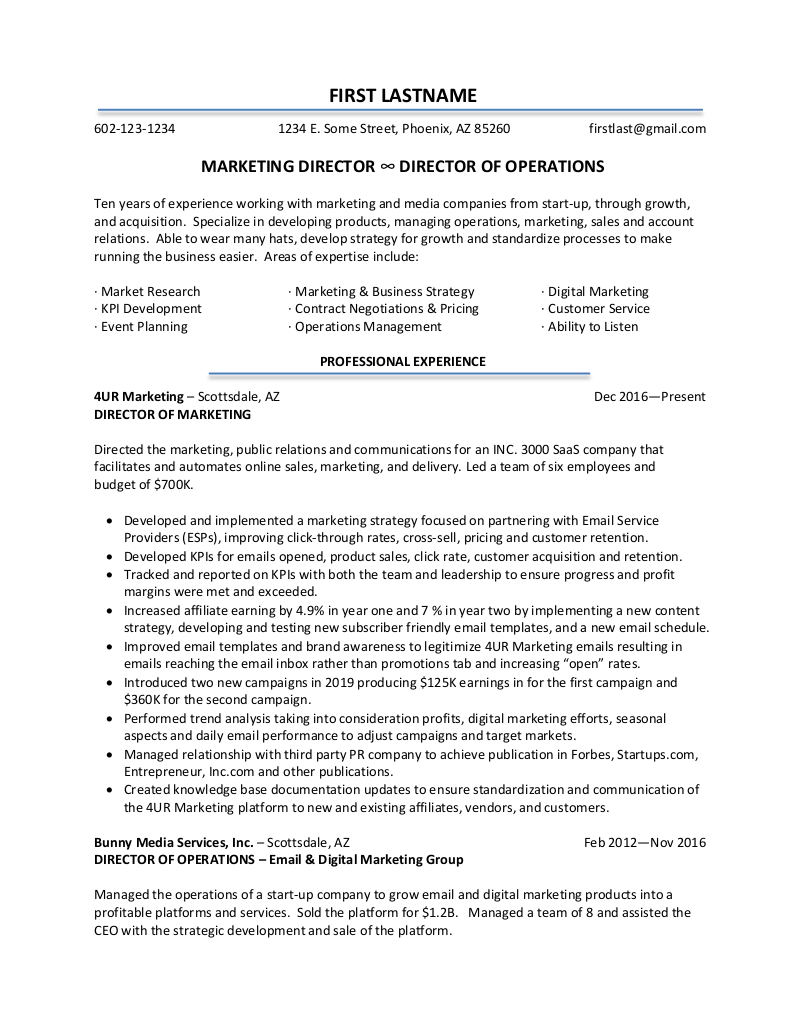 FIRST LASTNAME
602-123-1234 1234 E. Some Street, Phoenix, AZ 85260 firstlast@gmail.com
MARKETING DIRECTOR ∞ DIRECTOR OF OPERATIONS
Ten years of experience working with marketing and media companies from start-up, through growth,
and acquisition.  Specialize in developing products, managing operations, marketing, sales and account
relations.  Able to wear many hats, develop strategy for growth and standardize processes to make
running the business easier.  Areas of expertise include:
· Market Research · Marketing & Business Strategy · Digital Marketing
· KPI Development · Contract Negotiations & Pricing · Customer Service
· Event Planning · Operations Management · Ability to Listen
PROFESSIONAL EXPERIENCE
4UR Marketing – Scottsdale, AZ Dec 2016—Present
DIRECTOR OF MARKETING
Directed the marketing, public relations and communications for an INC. 3000 SaaS company that
facilitates and automates online sales, marketing, and delivery. Led a team of six employees and
budget of $700K.
• Developed and implemented a marketing strategy focused on partnering with Email Service
Providers (ESPs), improving click-through rates, cross-sell, pricing and customer retention.
• Developed KPIs for emails opened, product sales, click rate, customer acquisition and retention.
• Tracked and reported on KPIs with both the team and leadership to ensure progress and profit
margins were met and exceeded.
• Increased affiliate earning by 4.9% in year one and 7 % in year two by implementing a new content
strategy, developing and testing new subscriber friendly email templates, and a new email schedule.
• Improved email templates and brand awareness to legitimize 4UR Marketing emails resulting in
emails reaching the email inbox rather than promotions tab and increasing “open” rates.
• Introduced two new campaigns in 2019 producing $125K earnings in for the first campaign and
$360K for the second campaign.
• Performed trend analysis taking into consideration profits, digital marketing efforts, seasonal
aspects and daily email performance to adjust campaigns and target markets.
• Managed relationship with third party PR company to achieve publication in Forbes, Startups.com,
Entrepreneur, Inc.com and other publications.
• Created knowledge base documentation updates to ensure standardization and communication of
the 4UR Marketing platform to new and existing affiliates, vendors, and customers.
Bunny Media Services, Inc. – Scottsdale, AZ Feb 2012—Nov 2016
DIRECTOR OF OPERATIONS – Email & Digital Marketing Group
Managed the operations of a start-up company to grow email and digital marketing products into a
profitable platforms and services.  Sold the platform for $1.2B.   Managed a team of 8 and assisted the
CEO with the strategic development and sale of the platform.